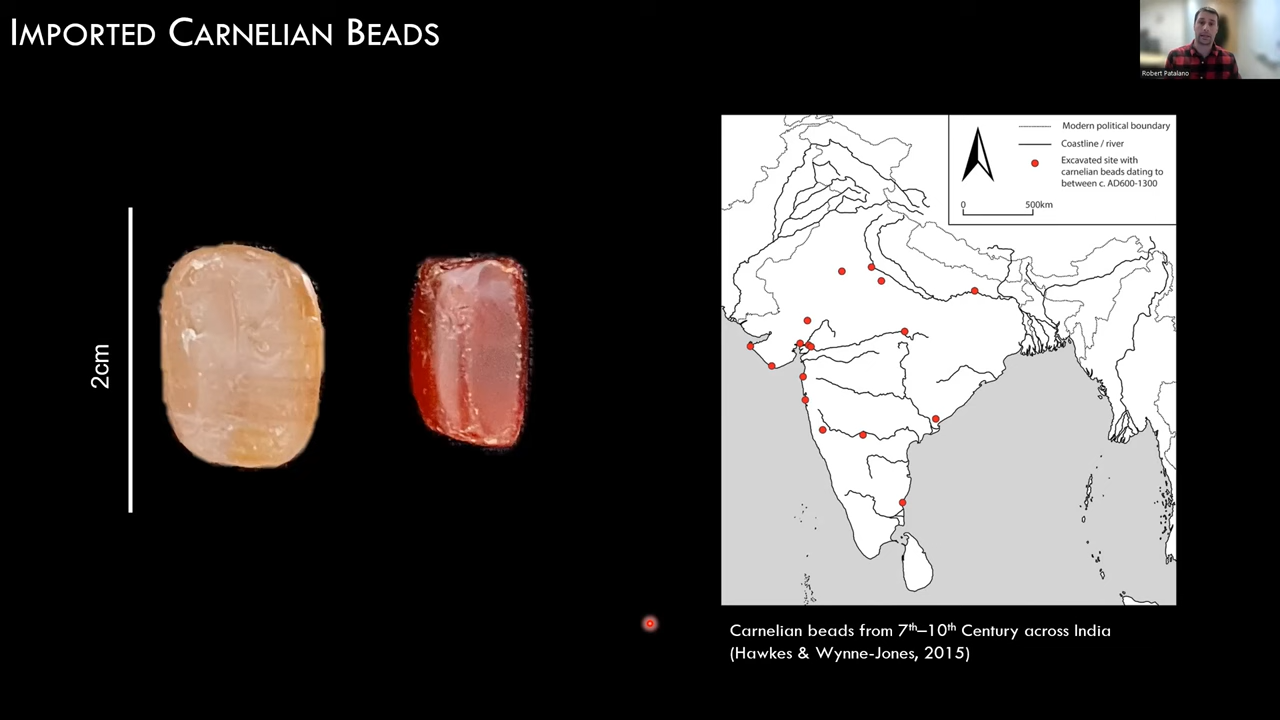 IMPORTED CARNELIAN BEADS
Robert Patalano
2cm
Modern political boundary
Coastline / river
Excavated site with
carnelian beads dating to
between c. AD600-1300
0 500km
Carnelian beads from 7th–10th Century across India
(Hawkes & Wynne-Jones, 2015)